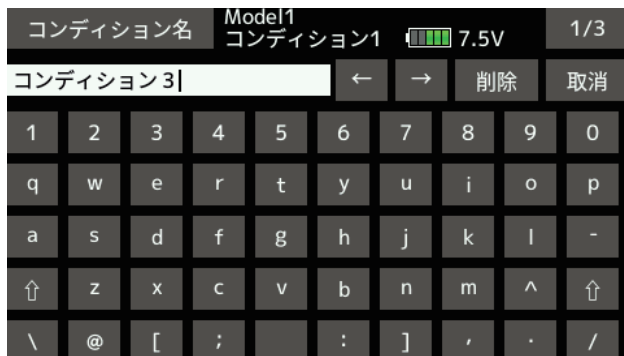 コンディション名 Model1 コンディション1 7.5V 1/3
コンディション 3 ← → 削除 取消
1 2 3 4 5 6 7 8 9 0
q w e r t y u i o p
a s d f g h j k l -
⇧ z x c v b n m ^ ⇧
\ @ [ ; : ] , . /